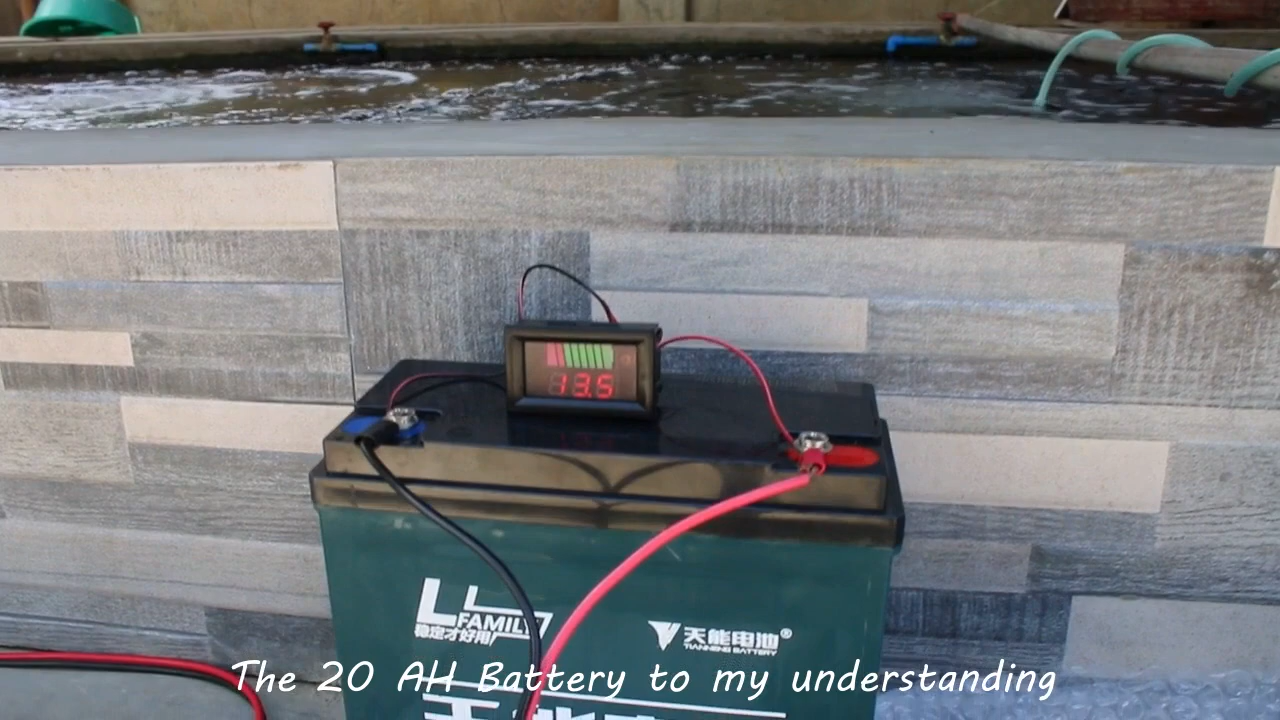 13.5
L FAMILY
稳定才好用
天能电池®
TIANNENG BATTERY
The 20 AH Battery to my understanding